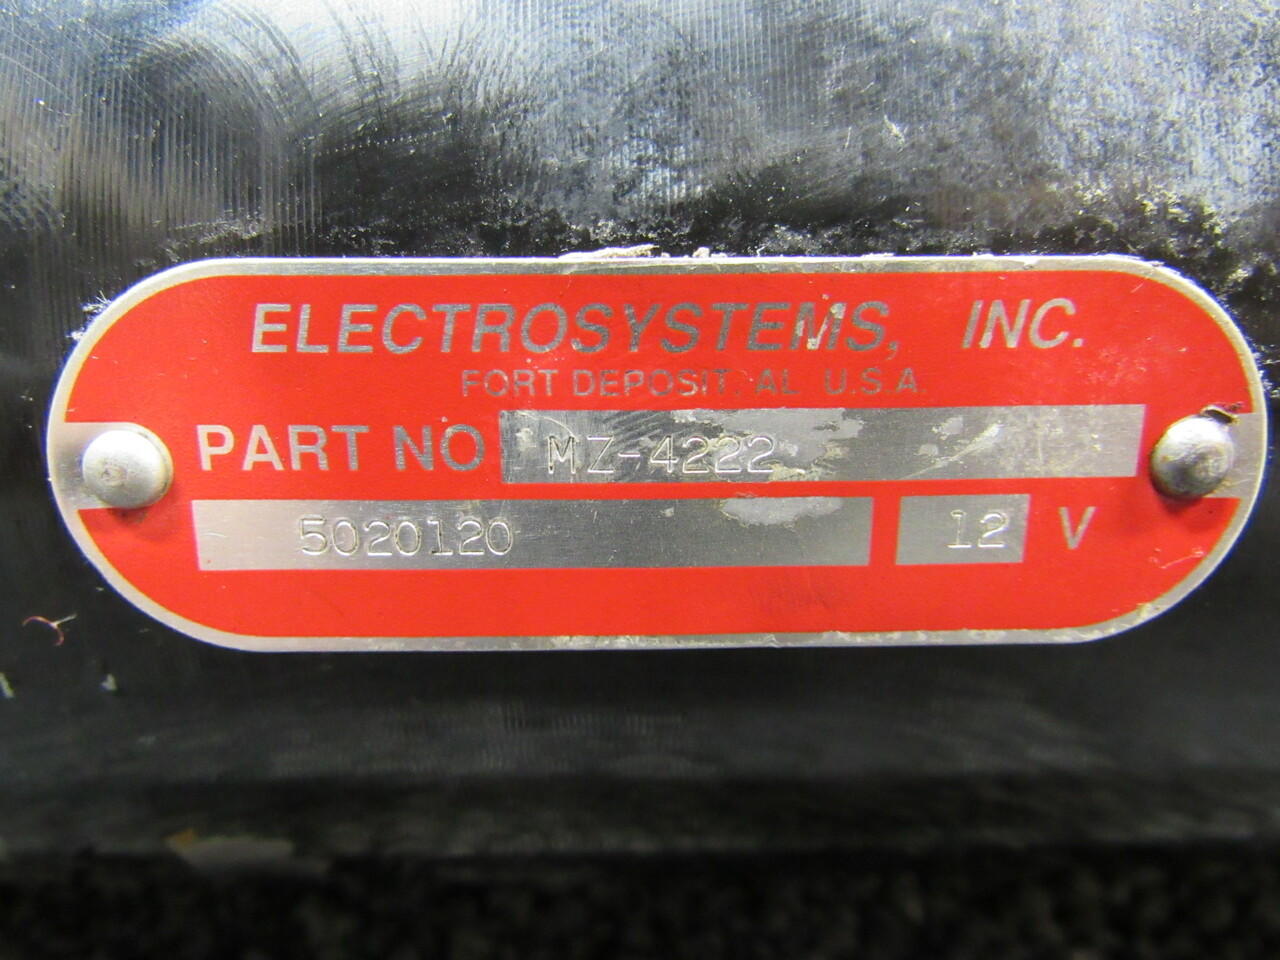 ELECTROSYSTEMS, INC.
FORT DEPOSIT, AL U.S.A.
PART NO MZ-4222
5020120 12 V